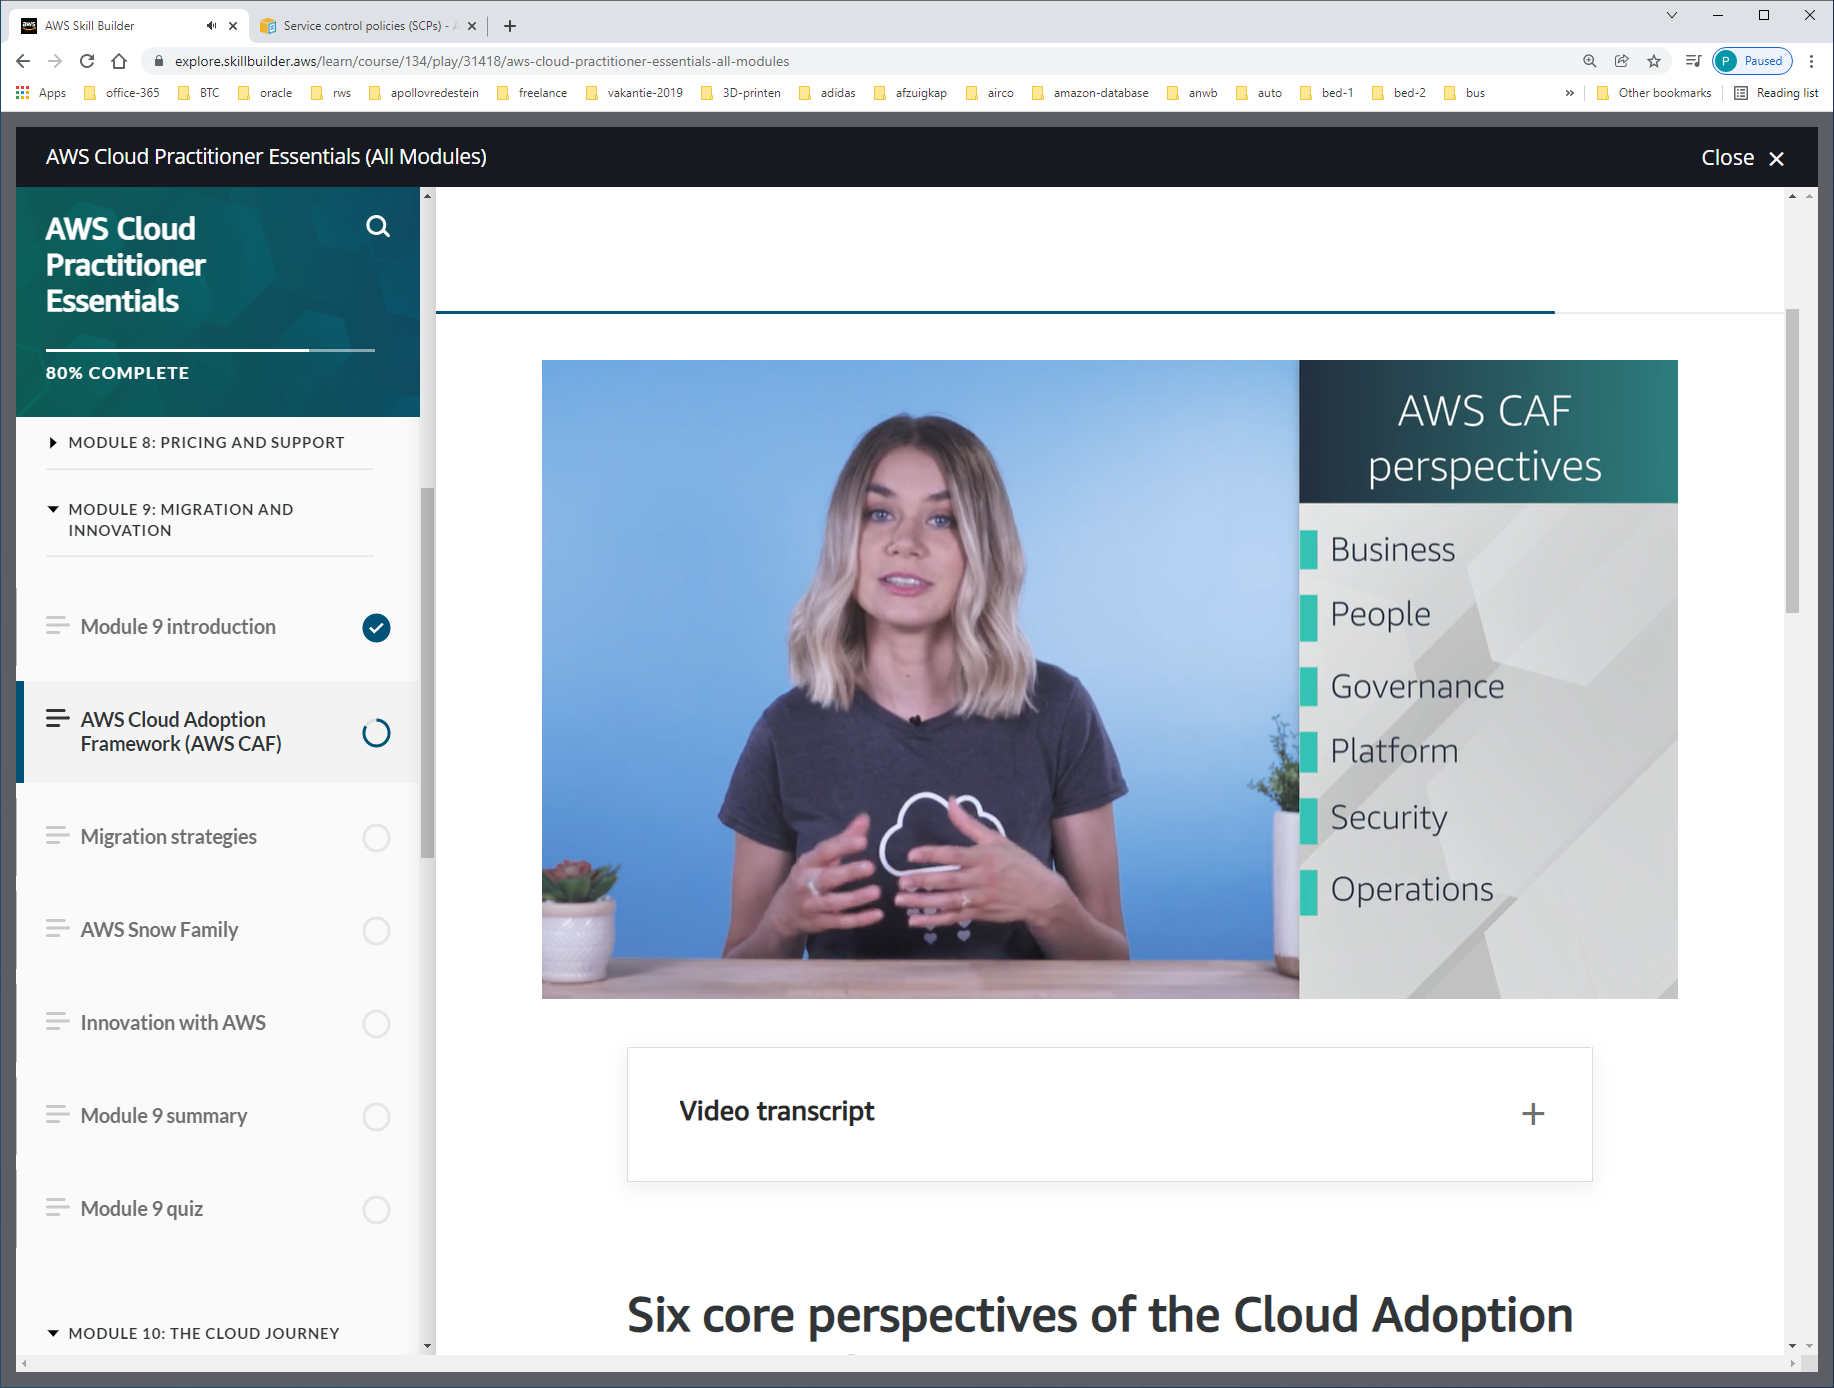 AWS Skill Builder
Service control policies (SCPs) -
explore.skillbuilder.aws/learn/course/134/play/31418/aws-cloud-practitioner-essentials-all-modules
P Paused
Apps office-365 BTC oracle rws apollovredestein freelance vakantie-2019 3D-printen adidas afzuigkap airco amazon-database anwb auto bed-1 bed-2 bus » Other bookmarks Reading list
AWS Cloud Practitioner Essentials (All Modules)
Close
AWS Cloud
Practitioner
Essentials
80% COMPLETE
MODULE 8: PRICING AND SUPPORT
MODULE 9: MIGRATION AND
INNOVATION
Module 9 introduction
AWS Cloud Adoption
Framework (AWS CAF)
Migration strategies
AWS Snow Family
Innovation with AWS
Module 9 summary
Module 9 quiz
MODULE 10: THE CLOUD JOURNEY
AWS CAF
perspectives
Business
People
Governance
Platform
Security
Operations
Video transcript
Six core perspectives of the Cloud Adoption